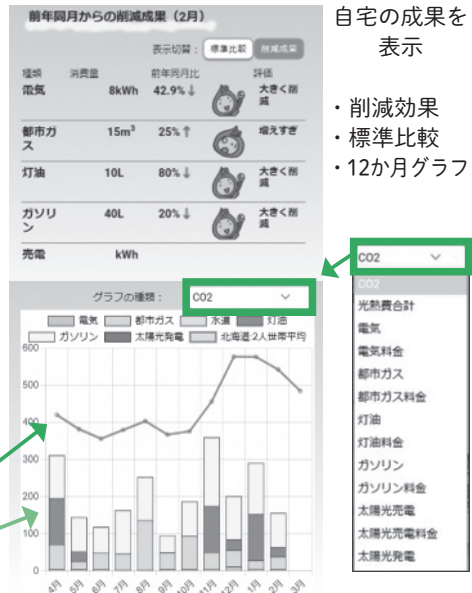 前年同月からの削減成果（2月）
表示切替： 標準比較 削減成果
種類 消費量 前年同月比 評価
電気 8kWh 42.9%↓ 大きく削
減
都市ガ 15m³ 25%↑ 増えすぎ
ス
灯油 10L 80%↓ 大きく削
減
ガソリ 40L 20%↓ 大きく削
ン 減
売電 kWh
グラフの種類： CO2
電気 都市ガス 水道 灯油
ガソリン 太陽光発電 北海道:2人世帯平均
600
500
400
300
200
100
0
4月 5月 6月 7月 8月 9月 10月 11月 12月 1月 2月 3月
自宅の成果を
表示
・削減効果
・標準比較
・12か月グラフ
CO2
CO2
光熱費合計
電気
電気料金
都市ガス
都市ガス料金
灯油
灯油料金
ガソリン
ガソリン料金
太陽光売電
太陽光売電料金
太陽光発電